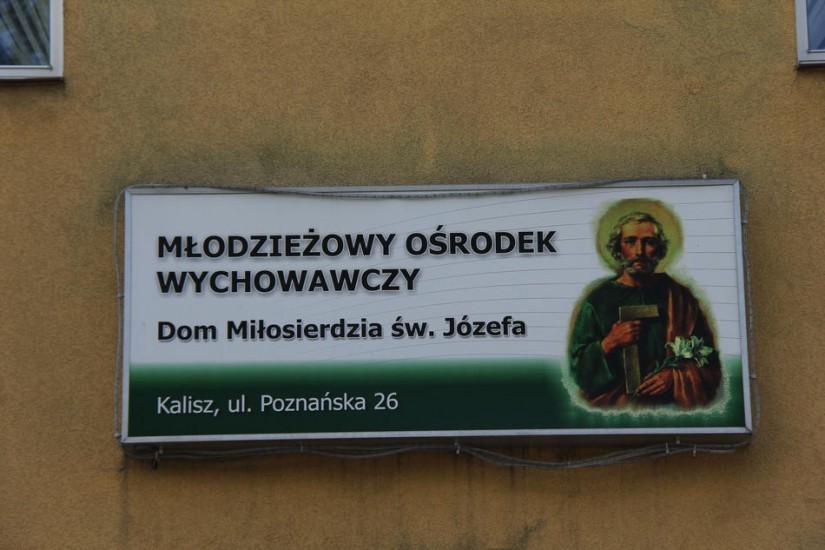 MŁODZIEŻOWY OŚRODEK
WYCHOWAWCZY
Dom Miłosierdzia św. Józefa
Kalisz, ul. Poznańska 26